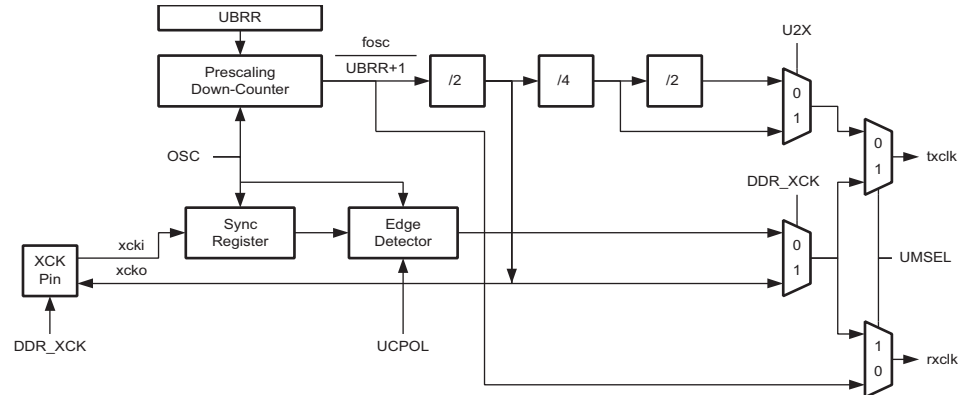 UBRR
U2X
fosc
UBRR+1
Prescaling
Down-Counter
/2
/4
/2
0
1
OSC
0
1
txclk
DDR_XCK
Sync
Register
Edge
Detector
xcki
0
1
XCK
Pin
xcko
UMSEL
DDR_XCK
UCPOL
1
0
rxclk